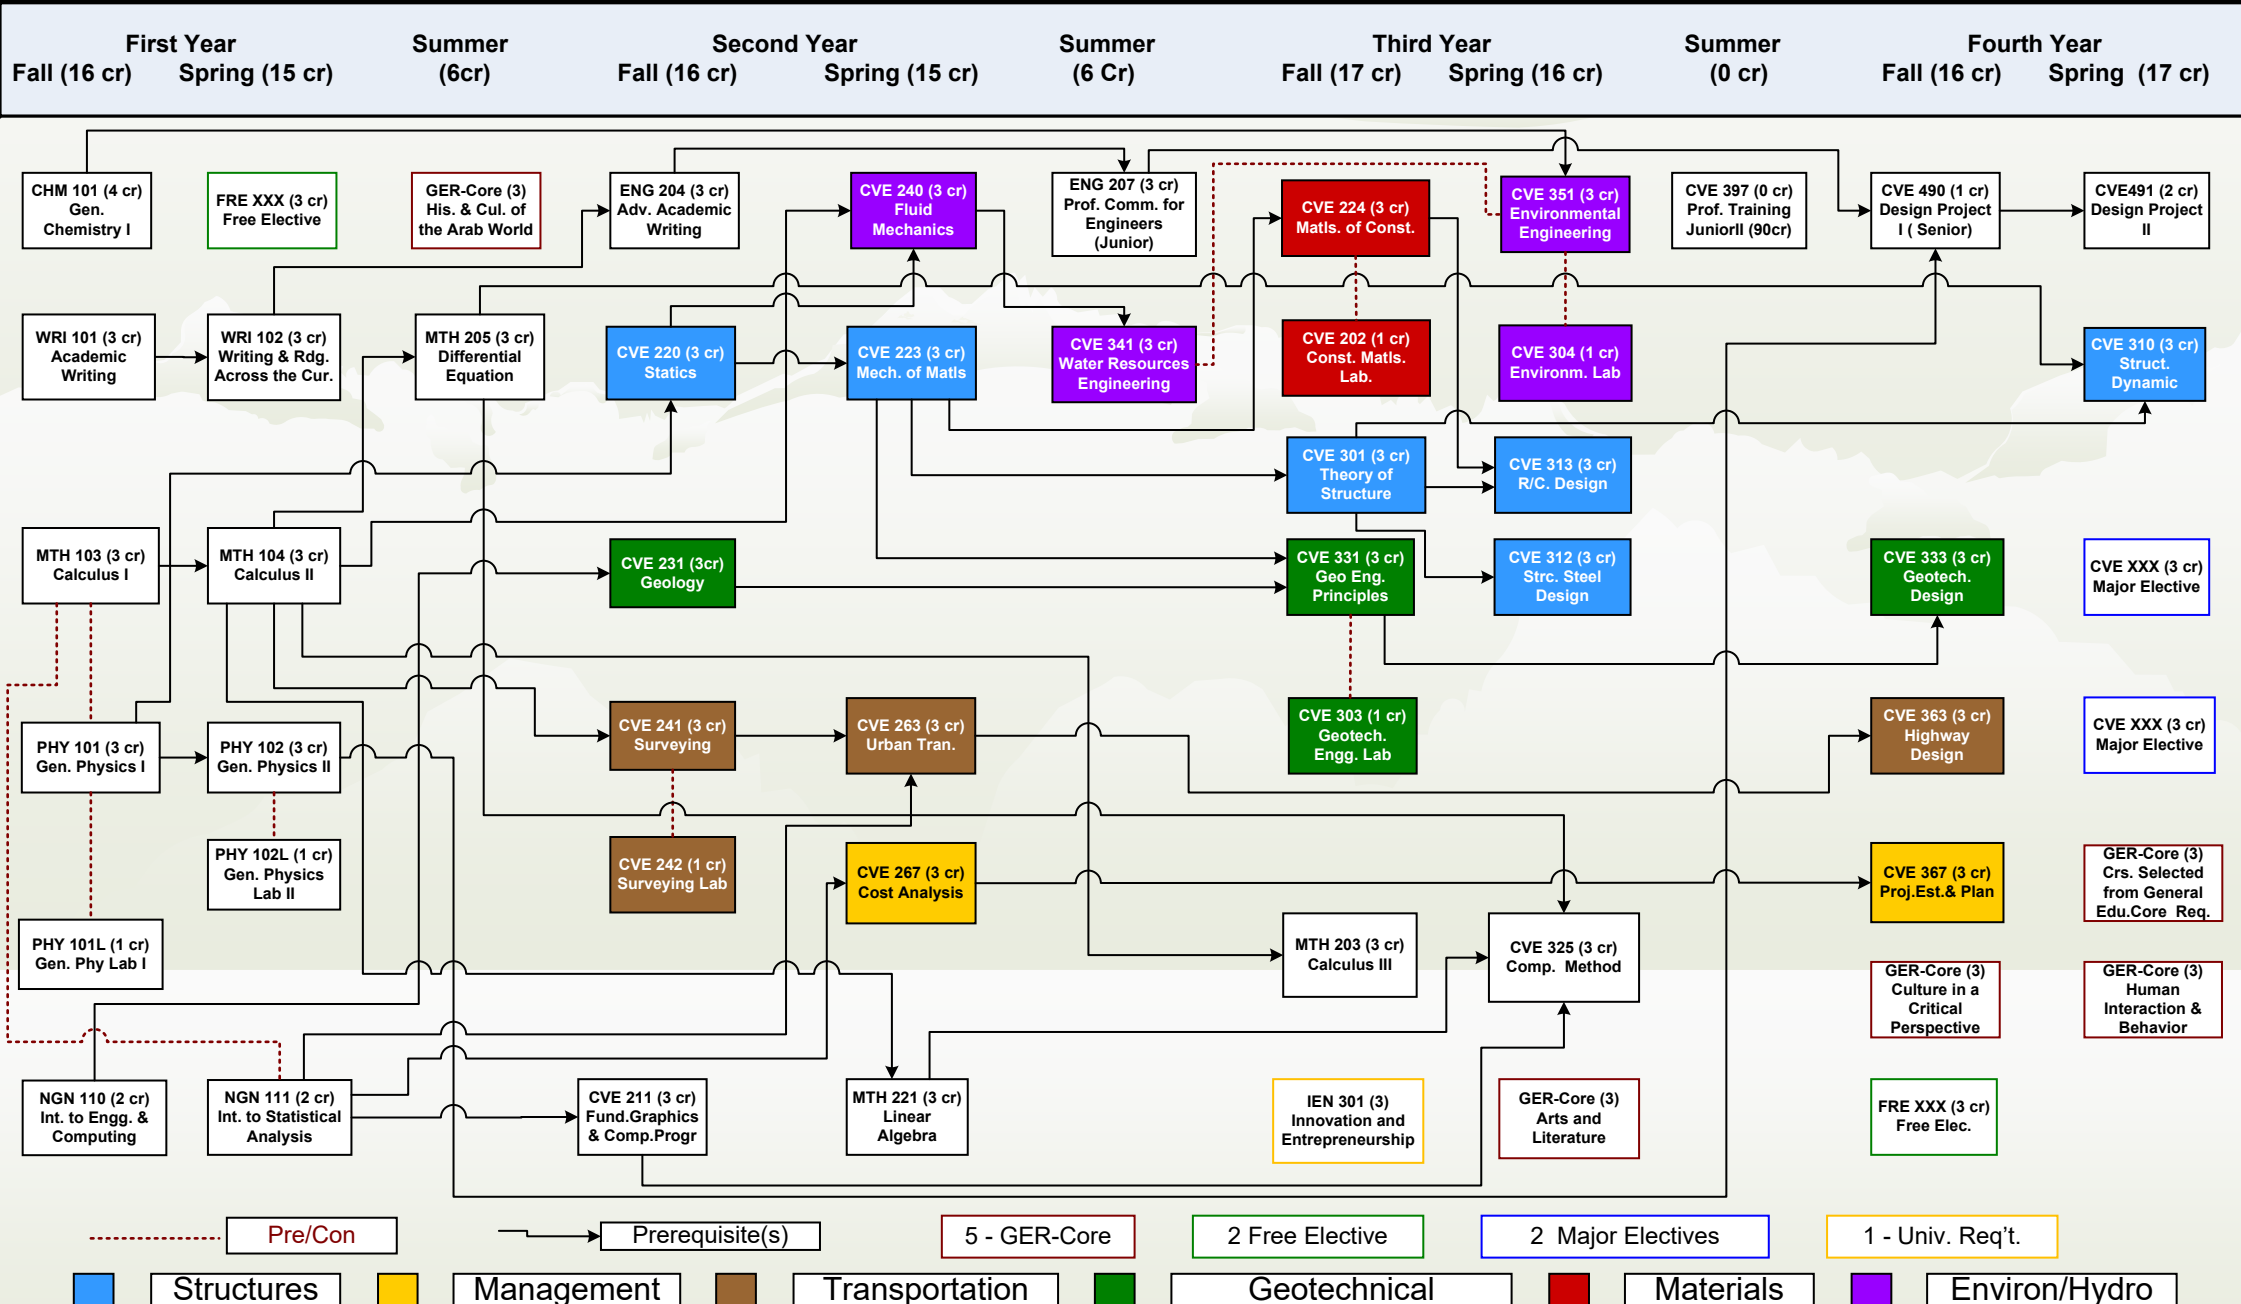 First Year
Summer
Second Year
Summer
Third Year
Summer
Fourth Year
Fall (16 cr)
Spring (15 cr)
(6cr)
Fall (16 cr)
Spring (15 cr)
(6 Cr)
Fall (17 cr)
Spring (16 cr)
(0 cr)
Fall (16 cr)
Spring (17 cr)
CHM 101 (4 cr)
Gen.
Chemistry I
FRE XXX (3 cr)
Free Elective
GER-Core (3)
His. & Cul. of
the Arab World
ENG 204 (3 cr)
Adv. Academic
Writing
CVE 240 (3 cr)
Fluid
Mechanics
ENG 207 (3 cr)
Prof. Comm. for
Engineers
(Junior)
CVE 224 (3 cr)
Matls. of Const.
CVE 351 (3 cr)
Environmental
Engineering
CVE 397 (0 cr)
Prof. Training
JuniorII (90cr)
CVE 490 (1 cr)
Design Project
I ( Senior)
CVE491 (2 cr)
Design Project
II
WRI 101 (3 cr)
Academic
Writing
WRI 102 (3 cr)
Writing & Rdg.
Across the Cur.
MTH 205 (3 cr)
Differential
Equation
CVE 220 (3 cr)
Statics
CVE 223 (3 cr)
Mech. of Matls
CVE 341 (3 cr)
Water Resources
Engineering
CVE 202 (1 cr)
Const. Matls.
Lab.
CVE 304 (1 cr)
Environm. Lab
CVE 310 (3 cr)
Struct.
Dynamic
CVE 301 (3 cr)
Theory of
Structure
CVE 313 (3 cr)
R/C. Design
MTH 103 (3 cr)
Calculus I
MTH 104 (3 cr)
Calculus II
CVE 231 (3cr)
Geology
CVE 331 (3 cr)
Geo Eng.
Principles
CVE 312 (3 cr)
Strc. Steel
Design
CVE 333 (3 cr)
Geotech.
Design
CVE XXX (3 cr)
Major Elective
PHY 101 (3 cr)
Gen. Physics I
PHY 102 (3 cr)
Gen. Physics II
CVE 241 (3 cr)
Surveying
CVE 263 (3 cr)
Urban Tran.
CVE 303 (1 cr)
Geotech.
Engg. Lab
CVE 363 (3 cr)
Highway
Design
CVE XXX (3 cr)
Major Elective
PHY 102L (1 cr)
Gen. Physics
Lab II
CVE 242 (1 cr)
Surveying Lab
CVE 267 (3 cr)
Cost Analysis
CVE 367 (3 cr)
Proj.Est.& Plan
GER-Core (3)
Crs. Selected
from General
Edu.Core Req.
PHY 101L (1 cr)
Gen. Phy Lab I
MTH 203 (3 cr)
Calculus III
CVE 325 (3 cr)
Comp. Method
GER-Core (3)
Culture in a
Critical
Perspective
GER-Core (3)
Human
Interaction &
Behavior
NGN 110 (2 cr)
Int. to Engg. &
Computing
NGN 111 (2 cr)
Int. to Statistical
Analysis
CVE 211 (3 cr)
Fund.Graphics
& Comp.Progr
MTH 221 (3 cr)
Linear
Algebra
IEN 301 (3)
Innovation and
Entrepreneurship
GER-Core (3)
Arts and
Literature
FRE XXX (3 cr)
Free Elec.
Pre/Con
Prerequisite(s)
5 - GER-Core
2 Free Elective
2 Major Electives
1 - Univ. Req’t.
Structures
Management
Transportation
Geotechnical
Materials
Environ/Hydro